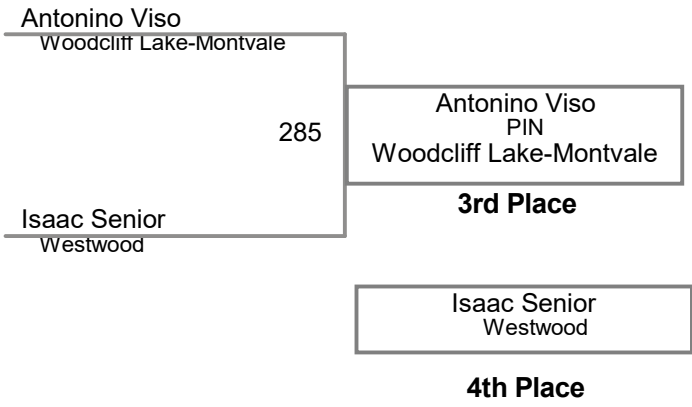 Antonio Viso
Woodcliff Lake-Montvale
285
Antonino Viso
PIN
Woodcliff Lake-Montvale
3rd Place
Isaac Senior
Westwood
Isaac Senior
Westwood
4th Place